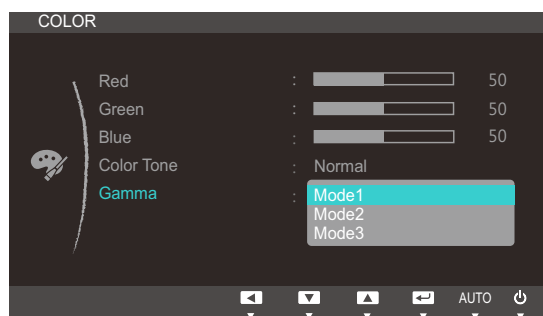 COLOR
Red : 50
Green : 50
Blue : 50
Color Tone : Normal
Gamma : Mode1
Mode2
Mode3
AUTO